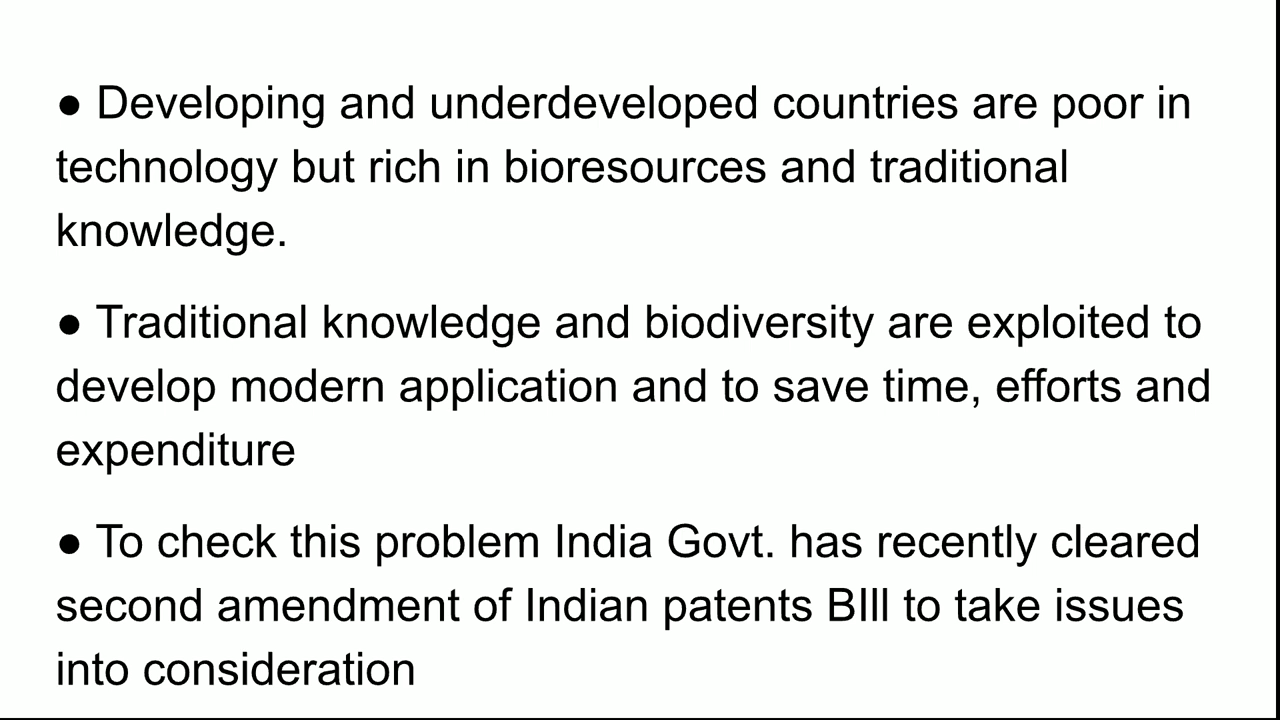 ● Developing and underdeveloped countries are poor in
technology but rich in bioresources and traditional
knowledge.
● Traditional knowledge and biodiversity are exploited to
develop modern application and to save time, efforts and
expenditure
● To check this problem India Govt. has recently cleared
second amendment of Indian patents BIll to take issues
into consideration